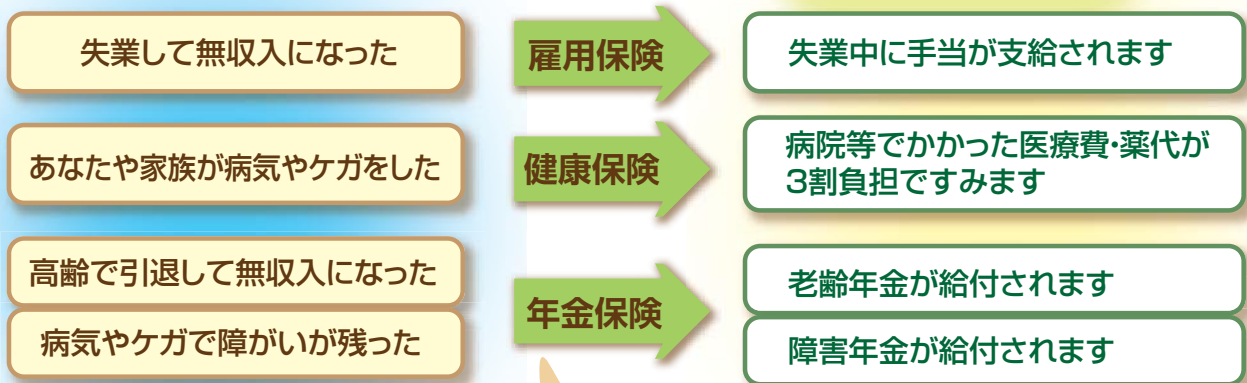 失業して無収入になった
雇用保険
失業中に手当が支給されます
あなたや家族が病気やケガをした
健康保険
病院等でかかった医療費・薬代が
3割負担ですみます
高齢で引退して無収入になった
病気やケガで障がいが残った
年金保険
老齢年金が給付されます
障害年金が給付されます